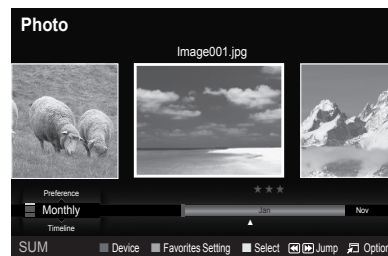 Photo
Image001.jpg
Preference
Monthly
Jan
Nov
Timeline
SUM
Device
Favorites Setting
Select
Jump
Option